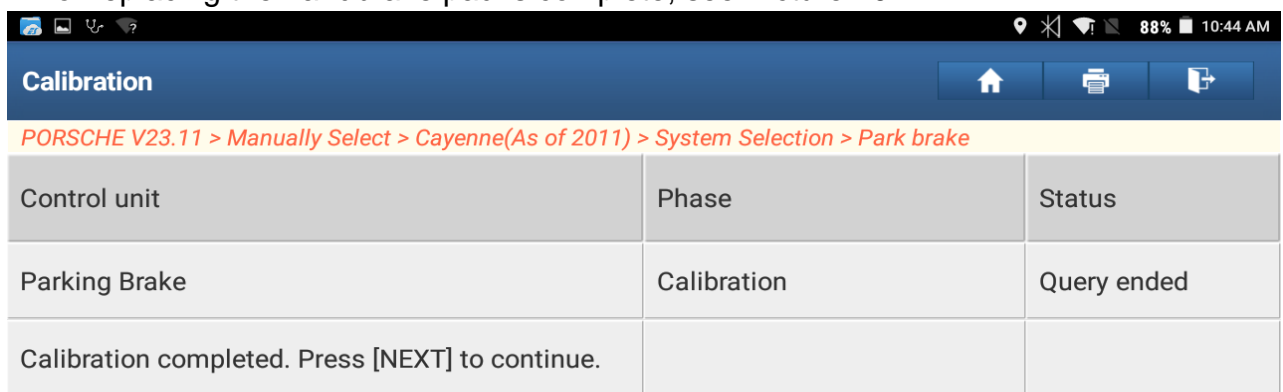 88% 10:44 AM
Calibration
PORSCHE V23.11 > Manually Select > Cayenne(As of 2011) > System Selection > Park brake
Control unit Phase Status
Parking Brake Calibration Query ended
Calibration completed. Press [NEXT] to continue.